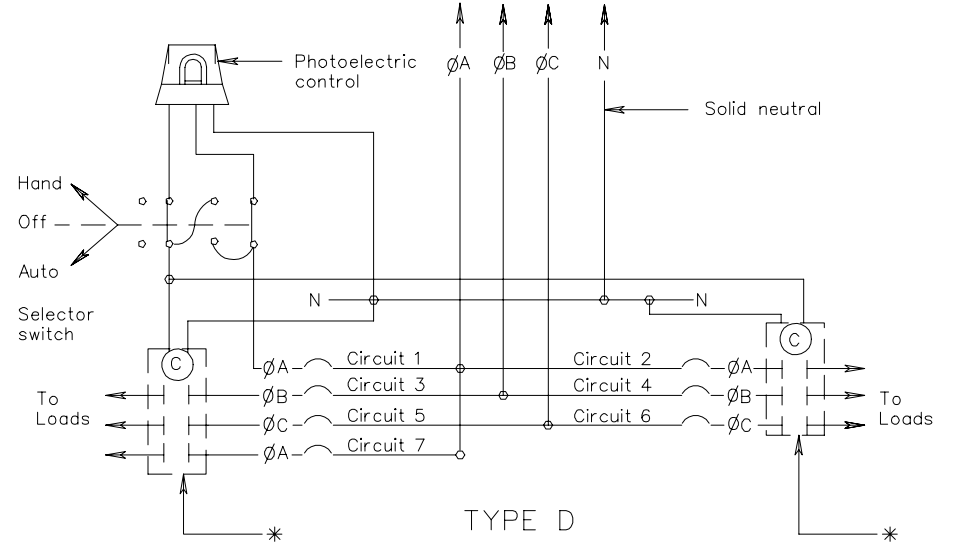 Photoelectric
control
ØA ØB ØC N
Solid neutral
Hand
Off
Auto
Selector
switch
N
N
C
C
ØA Circuit 1 Circuit 2 ØA
ØB Circuit 3 Circuit 4 ØB
ØC Circuit 5 Circuit 6 ØC
ØA Circuit 7
To
Loads
To
Loads
*
TYPE D
*